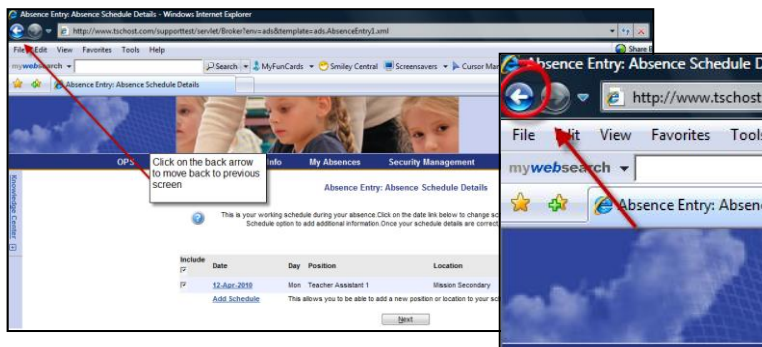 Absence Entry: Absence Schedule Details - Windows Internet Explorer
http://www.tschost.com/supporttest/servlet/Broker?env=ads&template=ads.AbsenceEntry1.xml
File Edit View Favorites Tools Help
Share B
mywebsearch Search MyFunCards Smiley Central Screensavers Cursor Mar
Absence Entry: Absence Schedule Details
OPS Info My Absences Security Management
Click on the back arrow
to move back to previous
screen
Knowledge Center
Absence Entry: Absence Schedule Details
This is your working schedule during your absence.Click on the date link below to change sc
Schedule option to add additional information.Once your schedule details are correct
Include
Date Day Position Location
12-Apr-2010 Mon Teacher Assistant 1 Mission Secondary
Add Schedule This allows you to be able to add a new position or location to your sc
Next
Absence Entry: Absence Schedule D
http://www.tschost
File Edit View Favorites Tools
mywebsearch
Absence Entry: Absen